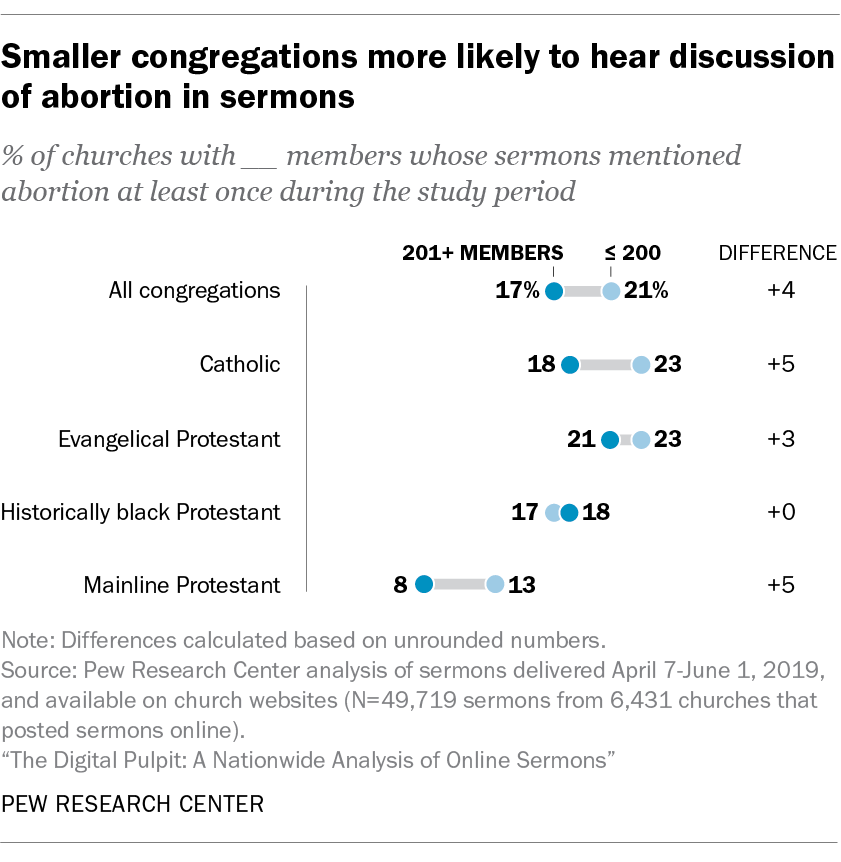 Smaller congregations more likely to hear discussion
of abortion in sermons
% of churches with __ members whose sermons mentioned
abortion at least once during the study period
201+ MEMBERS ≤ 200 DIFFERENCE
All congregations 17% 21% +4
Catholic 18 23 +5
Evangelical Protestant 21 23 +3
Historically black Protestant 17 18 +0
Mainline Protestant 8 13 +5
Note: Differences calculated based on unrounded numbers.
Source: Pew Research Center analysis of sermons delivered April 7-June 1, 2019,
and available on church websites (N=49,719 sermons from 6,431 churches that
posted sermons online).
“The Digital Pulpit: A Nationwide Analysis of Online Sermons”
PEW RESEARCH CENTER